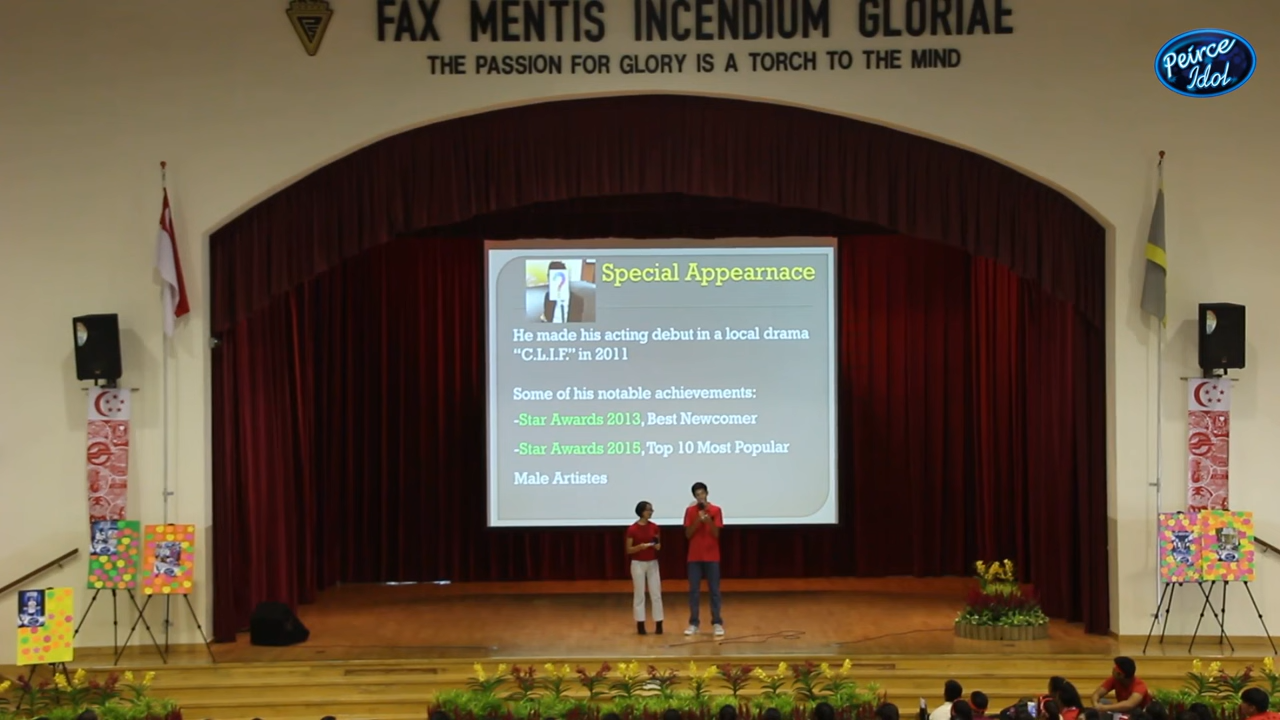 FAX MENTIS INCENDIUM GLORIAE
THE PASSION FOR GLORY IS A TORCH TO THE MIND
Peirce
Idol
Special Appearnace
?
He made his acting debut in a local drama
“C.L.I.F.” in 2011
Some of his notable achievements:
-Star Awards 2013, Best Newcomer
-Star Awards 2015, Top 10 Most Popular
Male Artistes